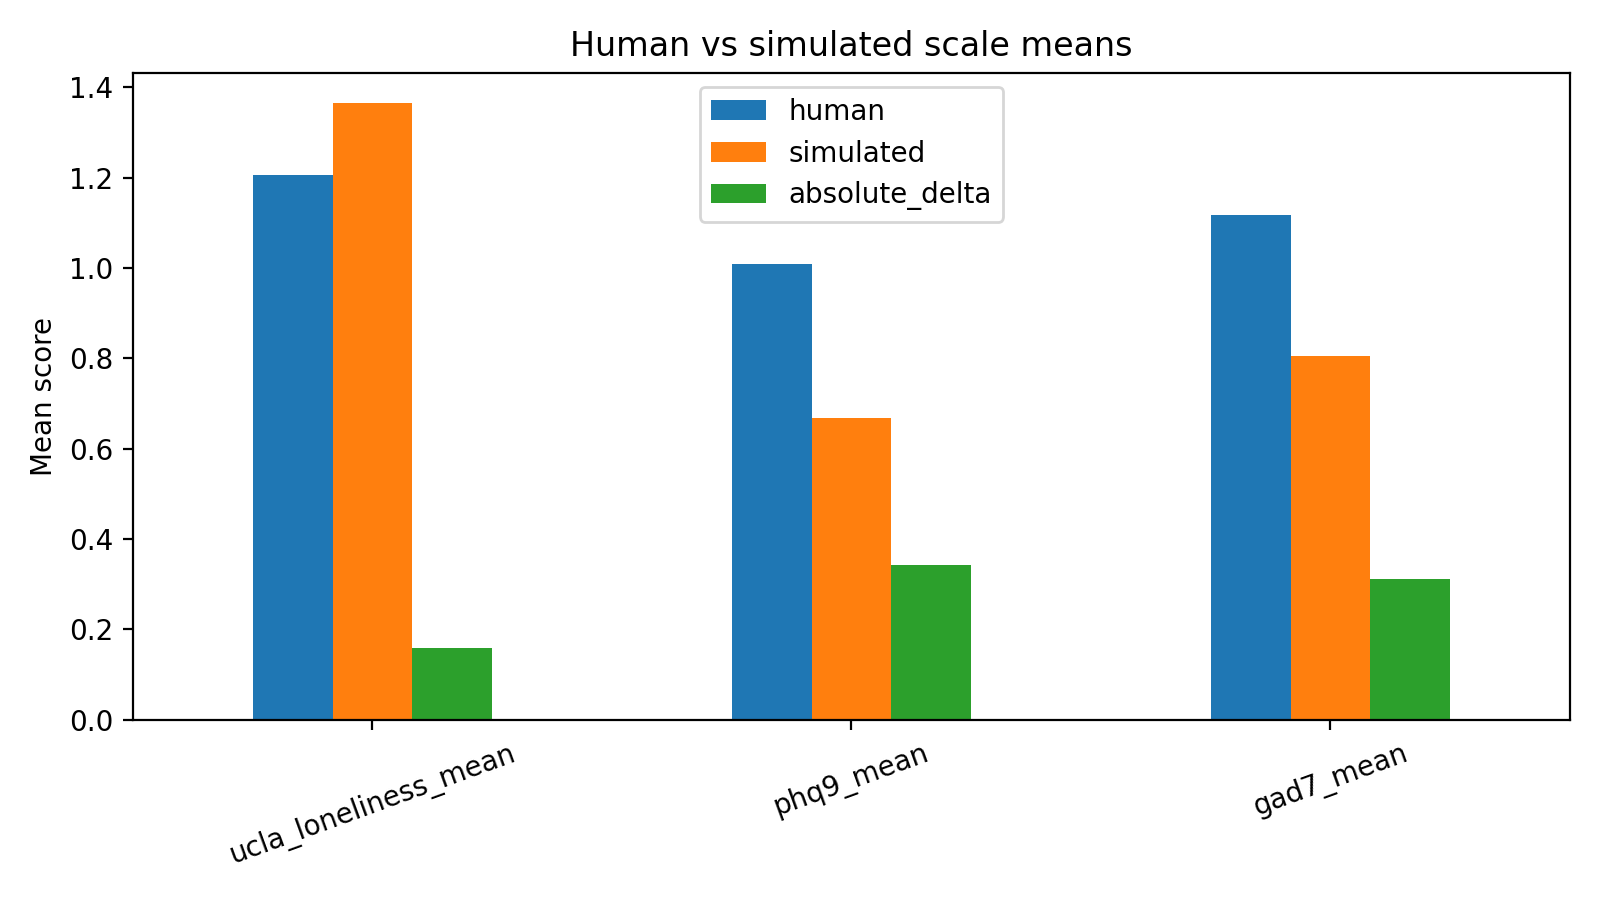 Human vs simulated scale means
human
simulated
absolute_delta
Mean score
1.4
1.2
1.0
0.8
0.6
0.4
0.2
0.0
ucla_loneliness_mean
phq9_mean
gad7_mean